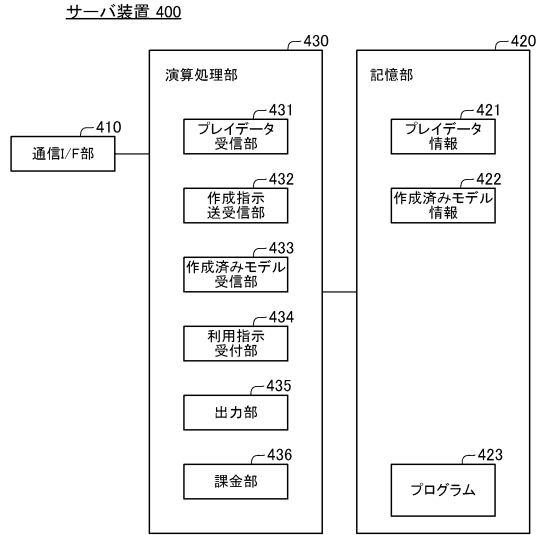 サーバ装置 400
430
演算処理部
431
プレイデータ
受信部
432
作成指示
送受信部
433
作成済みモデル
受信部
434
利用指示
受付部
435
出力部
436
課金部
410
通信I/F部
420
記憶部
421
プレイデータ
情報
422
作成済みモデル
情報
423
プログラム